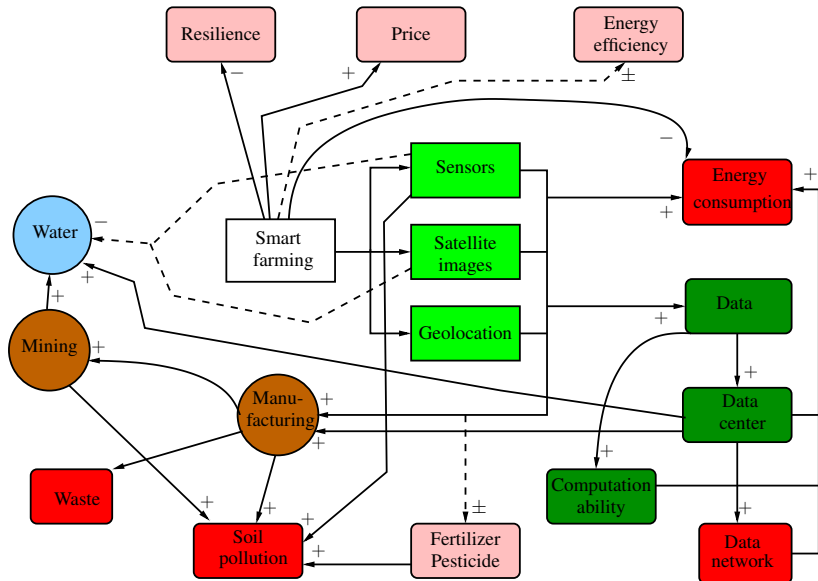 Resilience
Price
Energy
efficiency
−
+
±
−
Sensors
Energy
consumption
+
+
Water
−
Smart
farming
Satellite
images
+
+
Data
+
Mining
+
Geolocation
+
Manu-
facturing
+
+
Data
center
Waste
+
+
+
+
Computation
ability
+
Soil
pollution
+
±
Fertilizer
Pesticide
Data
network